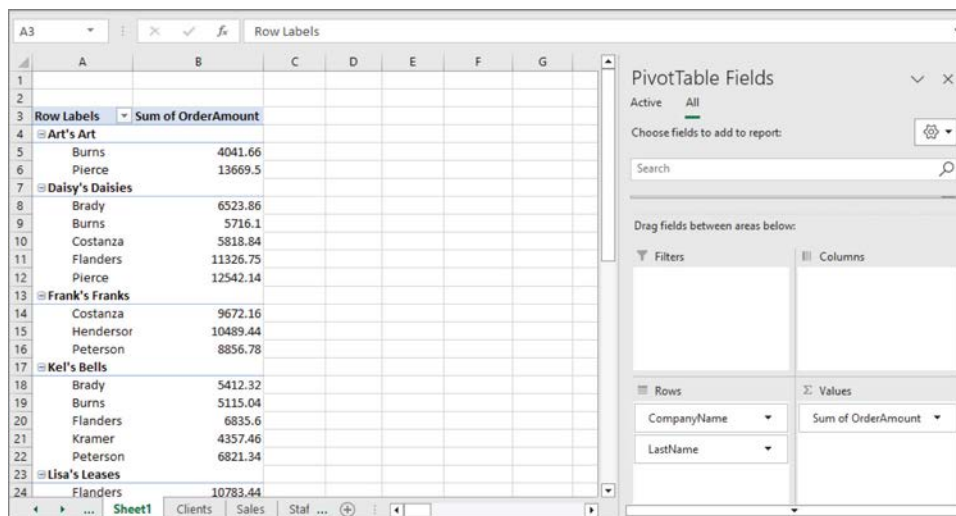 A3 fx Row Labels
A B C D E F G
1
2
3 Row Labels Sum of OrderAmount
4 Art's Art
5 Burns 4041.66
6 Pierce 13669.5
7 Daisy's Daisies
8 Brady 6523.86
9 Burns 5716.1
10 Costanza 5818.84
11 Flanders 11326.75
12 Pierce 12542.14
13 Frank's Franks
14 Costanza 9672.16
15 Hendersor 10489.44
16 Peterson 8856.78
17 Kel's Bells
18 Brady 5412.32
19 Burns 5115.04
20 Flanders 6835.6
21 Kramer 4357.46
22 Peterson 6821.34
23 Lisa's Leases
24 Flanders 10783.44
... Sheet1 Clients Sales Staf ...
PivotTable Fields
Active All
Choose fields to add to report:
Search
Drag fields between areas below:
Filters Columns
Rows Σ Values
CompanyName Sum of OrderAmount
LastName